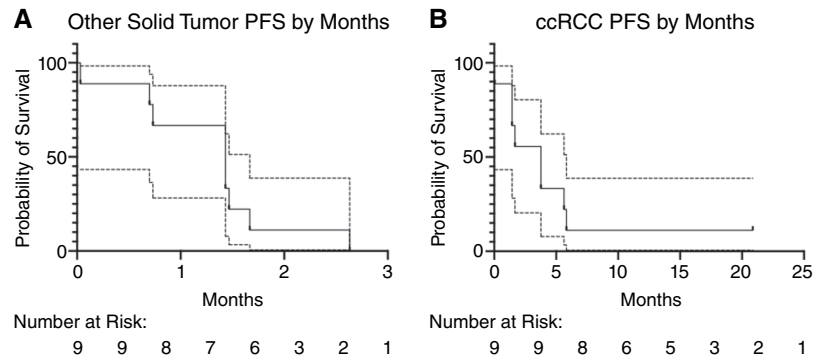 A Other Solid Tumor PFS by Months
Probability of Survival
100
50
0
0 1 2 3
Months
Number at Risk:
9 9 8 7 6 3 2 1
B ccRCC PFS by Months
Probability of Survival
100
50
0
0 5 10 15 20 25
Months
Number at Risk:
9 9 8 6 5 3 2 1